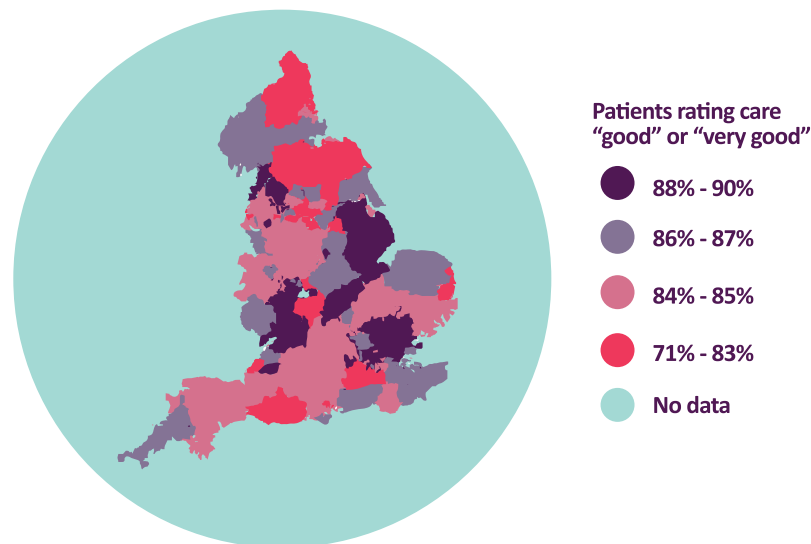 Patients rating care
“good” or “very good”
88% - 90%
86% - 87%
84% - 85%
71% - 83%
No data